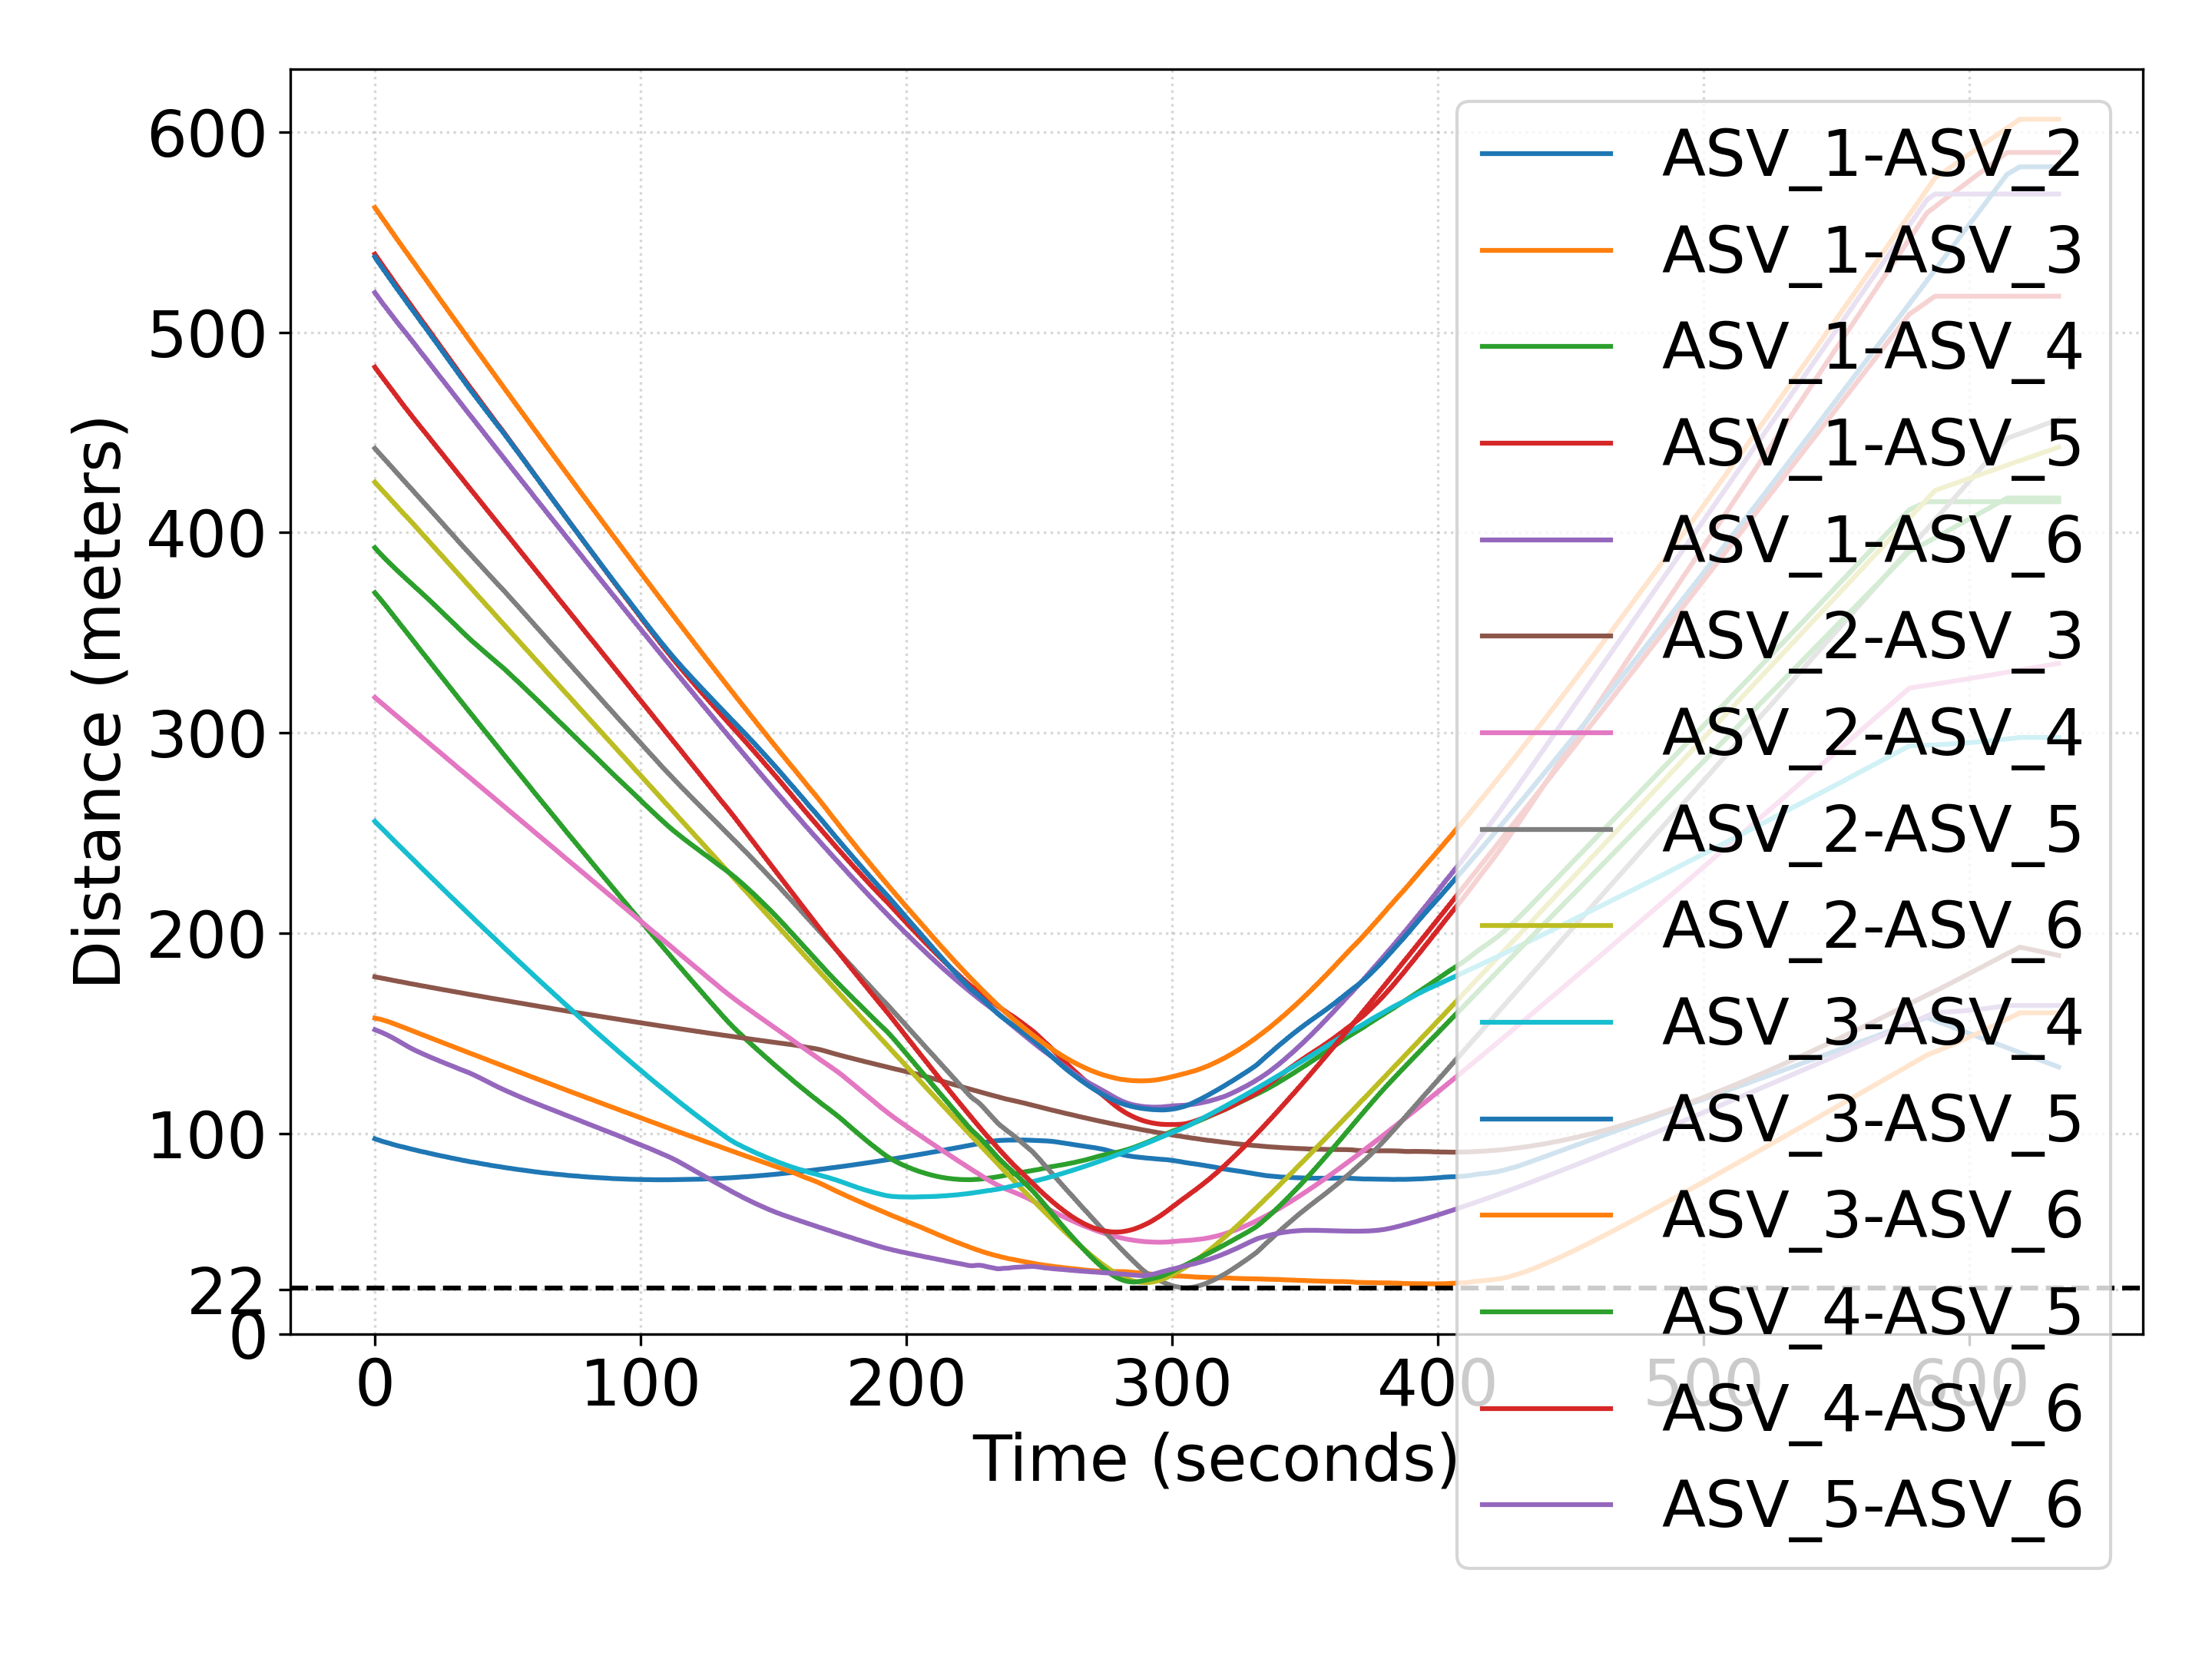 600
500
400
300
200
100
22
0
0 100 200 300 400 500 600
Distance (meters)
Time (seconds)
ASV_1-ASV_2
ASV_1-ASV_3
ASV_1-ASV_4
ASV_1-ASV_5
ASV_1-ASV_6
ASV_2-ASV_3
ASV_2-ASV_4
ASV_2-ASV_5
ASV_2-ASV_6
ASV_3-ASV_4
ASV_3-ASV_5
ASV_3-ASV_6
ASV_4-ASV_5
ASV_4-ASV_6
ASV_5-ASV_6